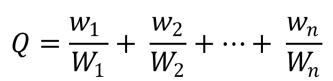 Q = w₁/W₁ + w₂/W₂ + ⋯ + wₙ/Wₙ